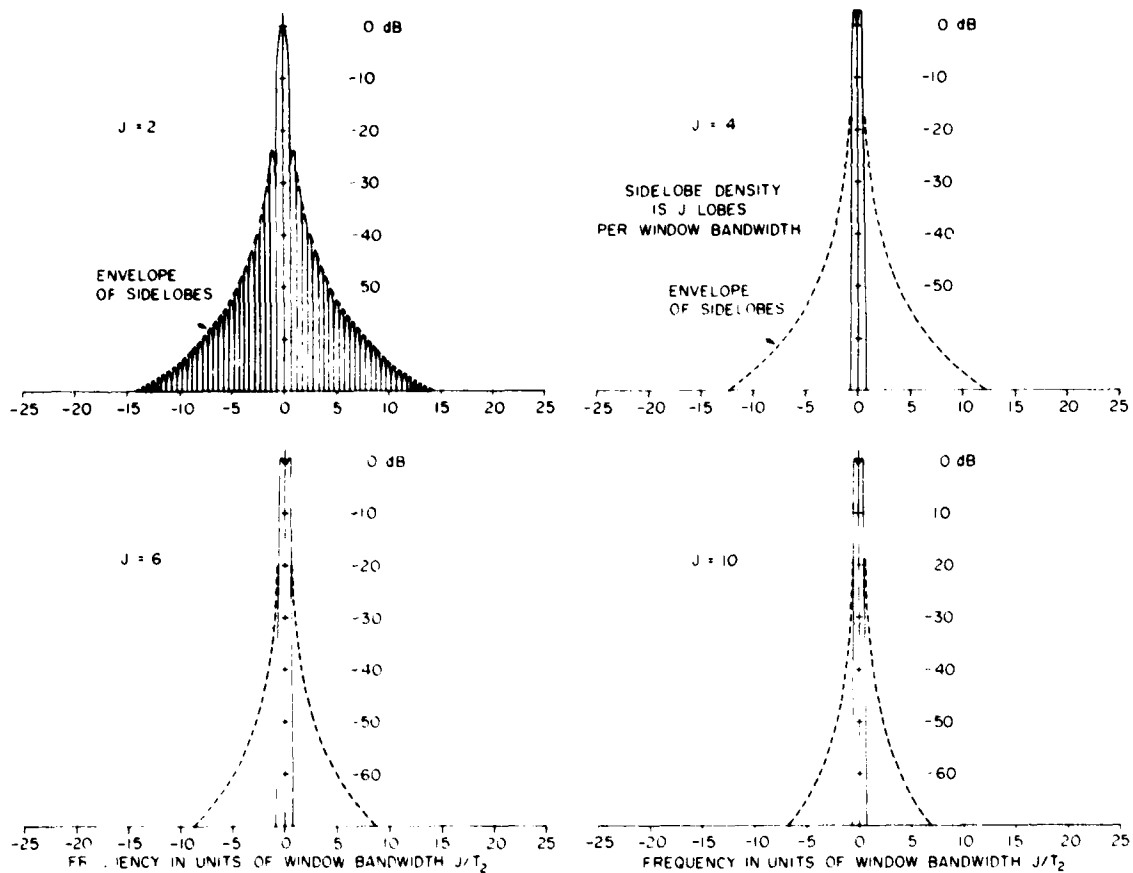 0 dB
-10
J = 2
-20
-30
-40
ENVELOPE
OF SIDELOBES
50
-25 -20 -15 -10 -5 0 5 10 15 20 25
0 dB
-10
J = 4
-20
SIDELOBE DENSITY
IS J LOBES
PER WINDOW BANDWIDTH
-30
-40
ENVELOPE
OF SIDELOBES
-50
-25 -20 -15 -10 -5 0 5 10 15 20 25
0 dB
-10
J = 6
-20
-30
-40
-50
-60
-25 -20 -15 -10 -5 0 5 10 15 20 25
IN UNITS OF WINDOW BANDWIDTH J/T2
0 dB
10
J = 10
20
-30
-40
-50
-60
-25 -20 -15 -10 -5 0 5 10 15 20 25
FREQUENCY IN UNITS OF WINDOW BANDWIDTH J/T2